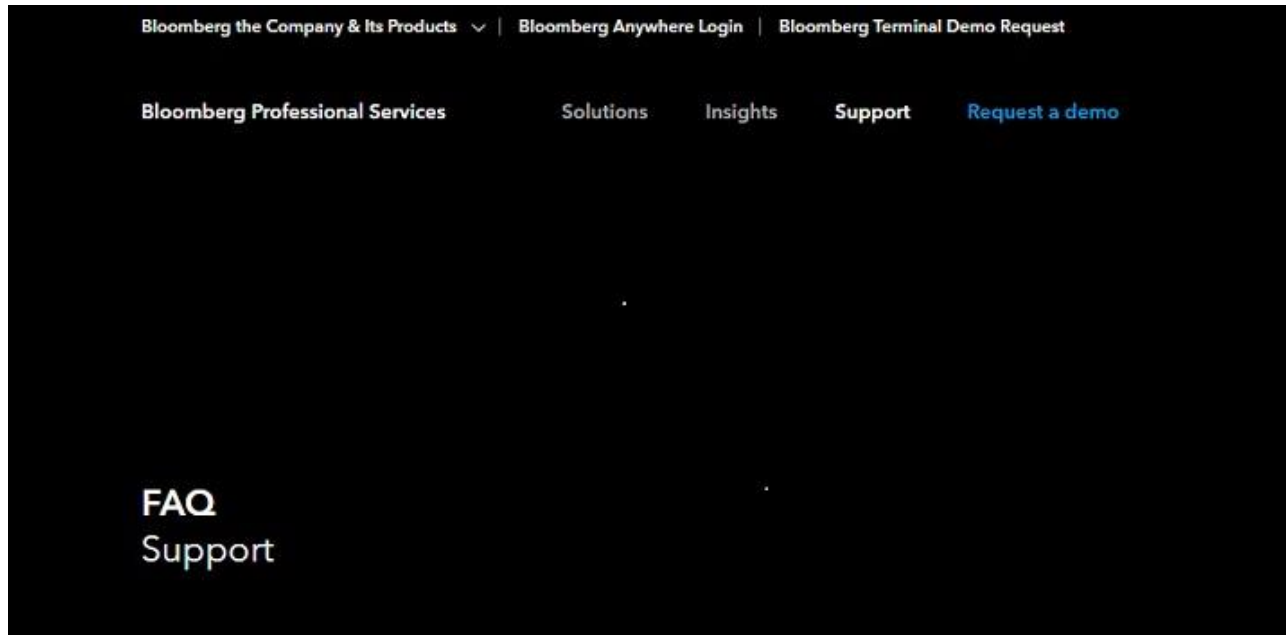 Bloomberg the Company & Its Products | Bloomberg Anywhere Login | Bloomberg Terminal Demo Request
Bloomberg Professional Services Solutions Insights Support Request a demo
FAQ
Support